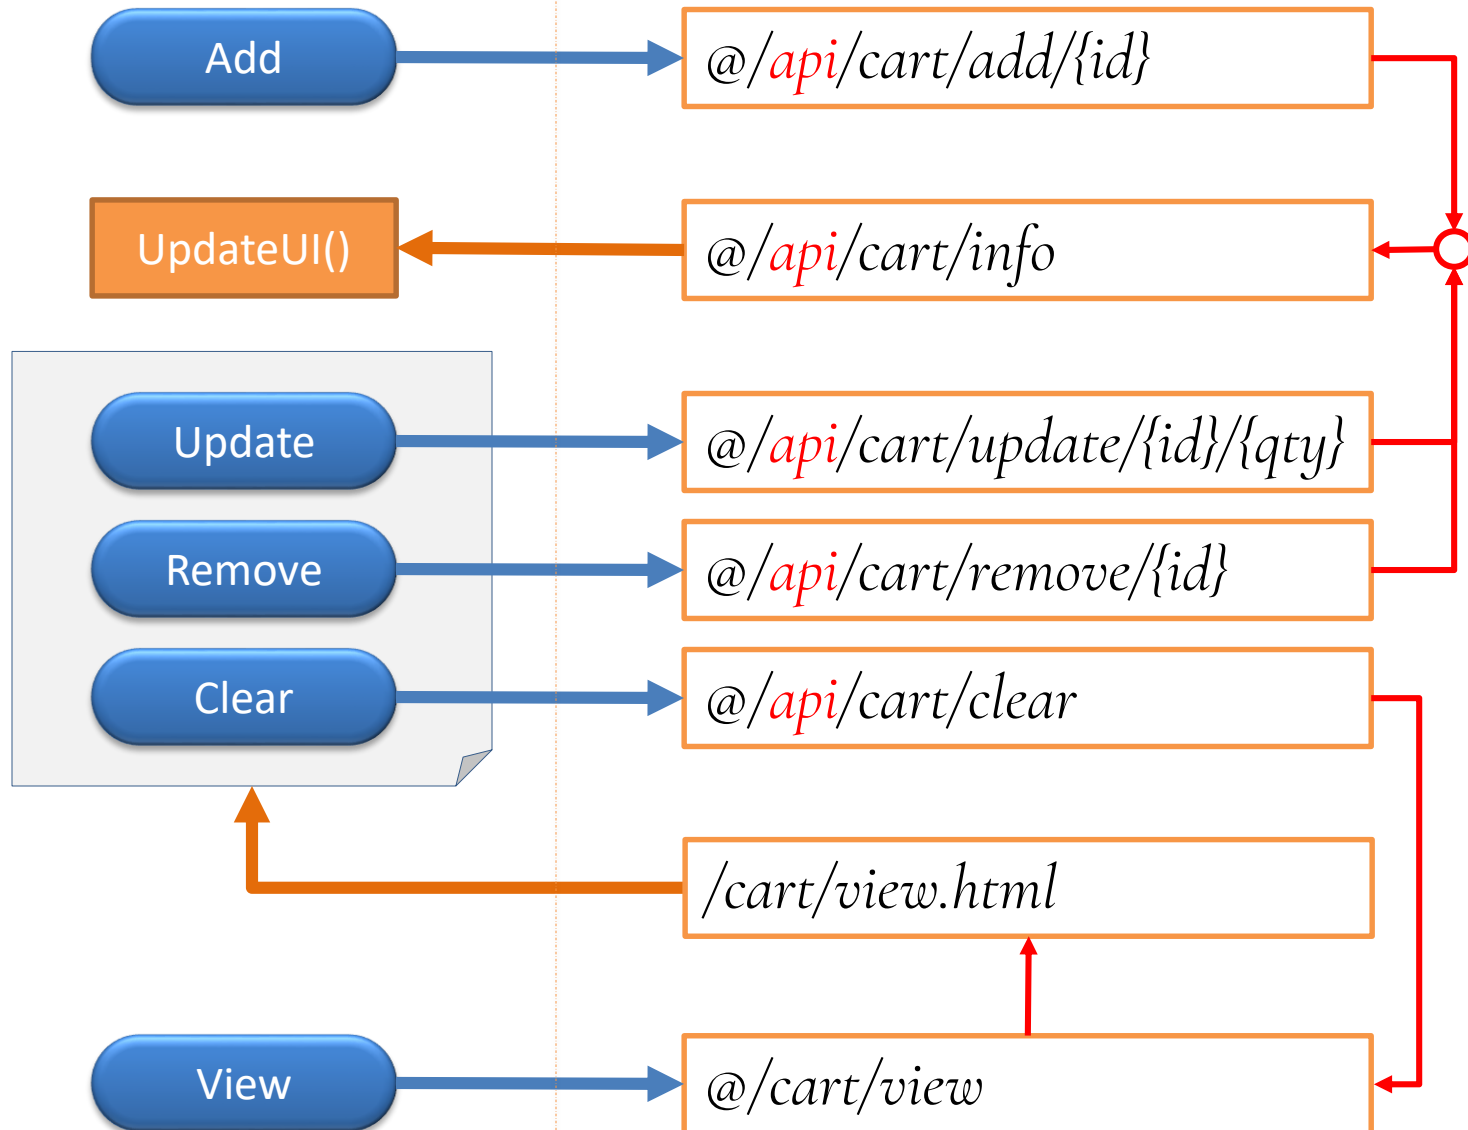 Add
@/api/cart/add/{id}
UpdateUI()
@/api/cart/info
Update
@/api/cart/update/{id}/{qty}
Remove
@/api/cart/remove/{id}
Clear
@/api/cart/clear
/cart/view.html
View
@/cart/view